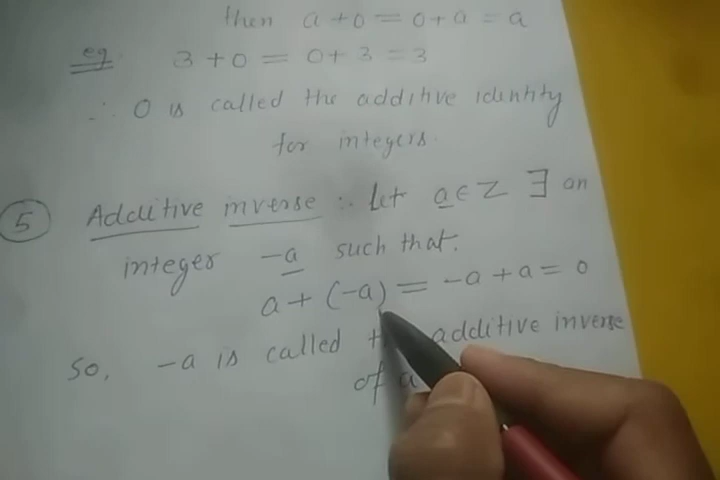 then a + 0 = 0 + a = a
eg. 3 + 0 = 0 + 3 = 3
∴ 0 is called the additive identity
for integers.
5 Additive inverse :. Let a ∈ Z ∃ an
integer -a such that.
a + (-a) = -a + a = 0
So, -a is called additive inverse
of a